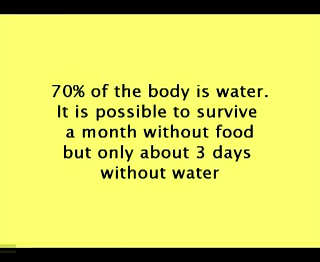 70% of the body is water.
It is possible to survive
a month without food
but only about 3 days
without water